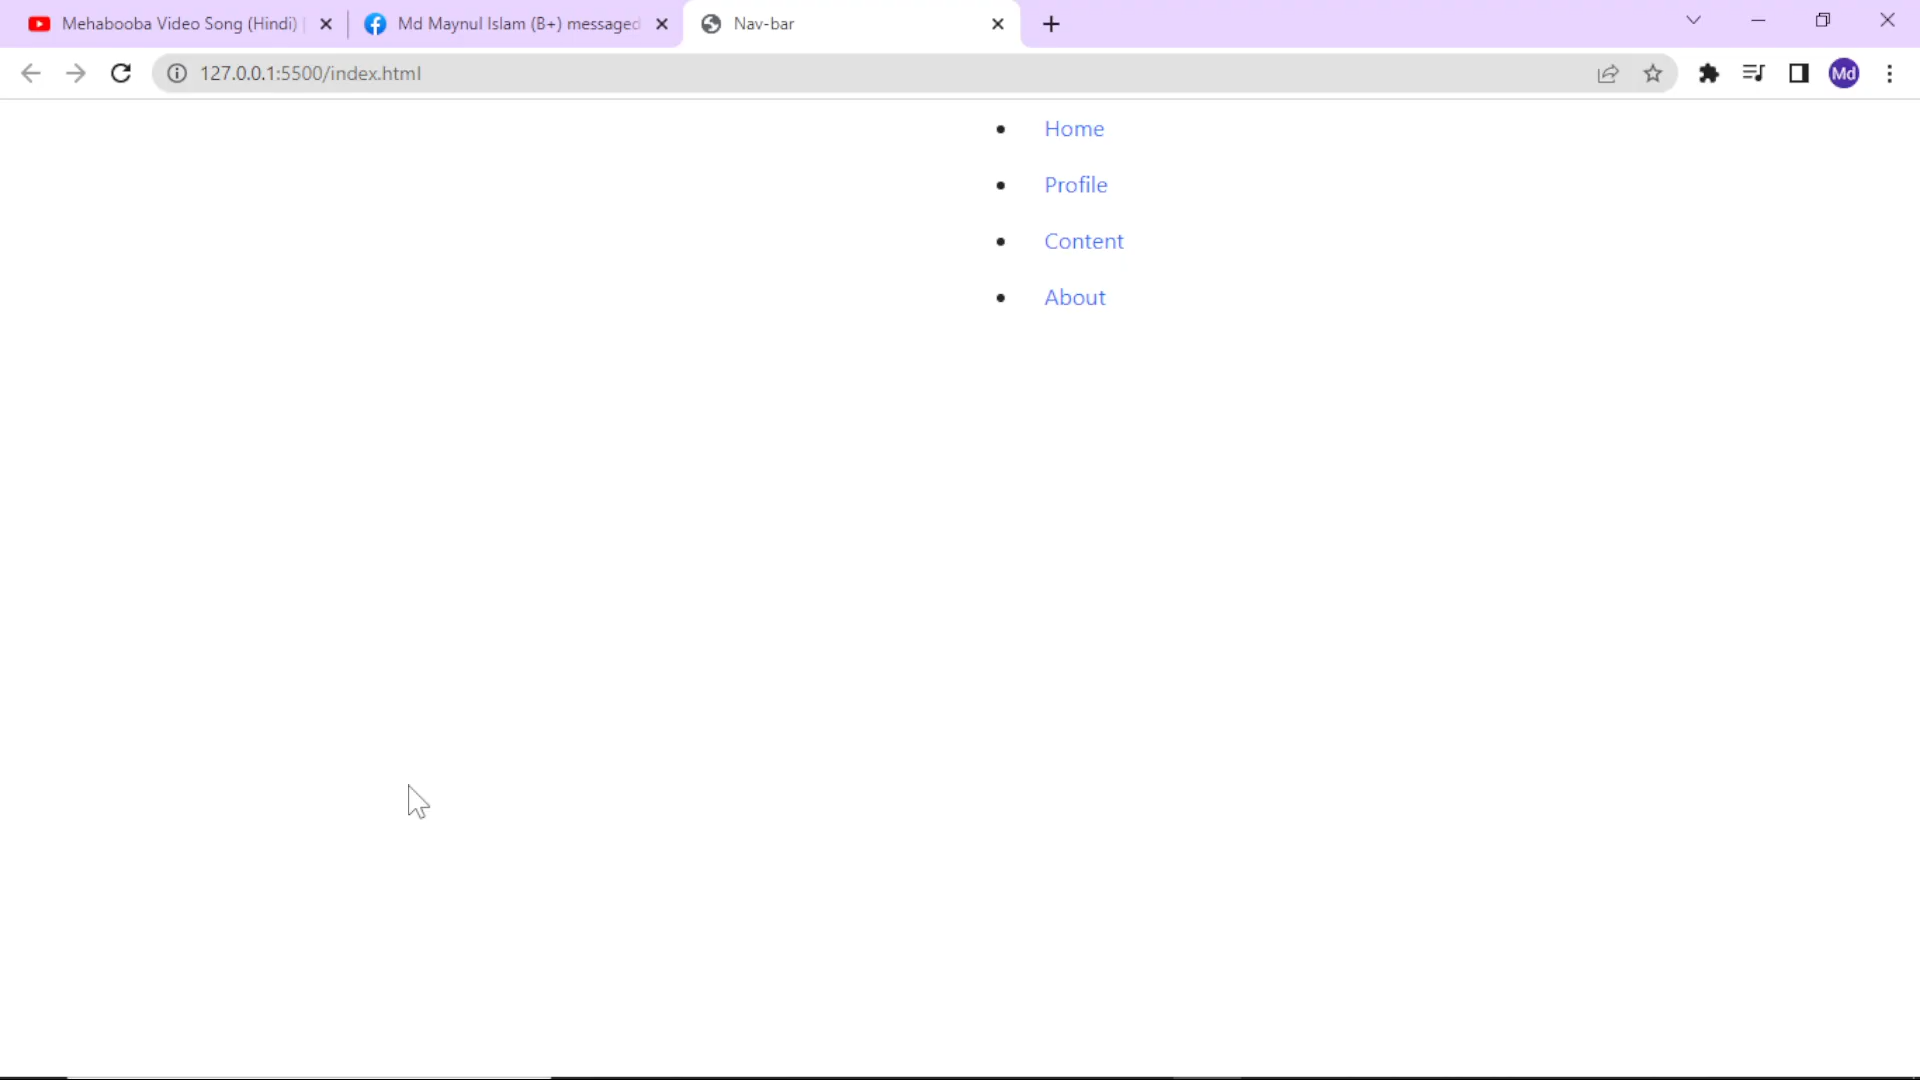 Mehabooba Video Song (Hindi) |
Md Maynul Islam (B+) messaged
Nav-bar
127.0.0.1:5500/index.html
Md
Home
Profile
Content
About